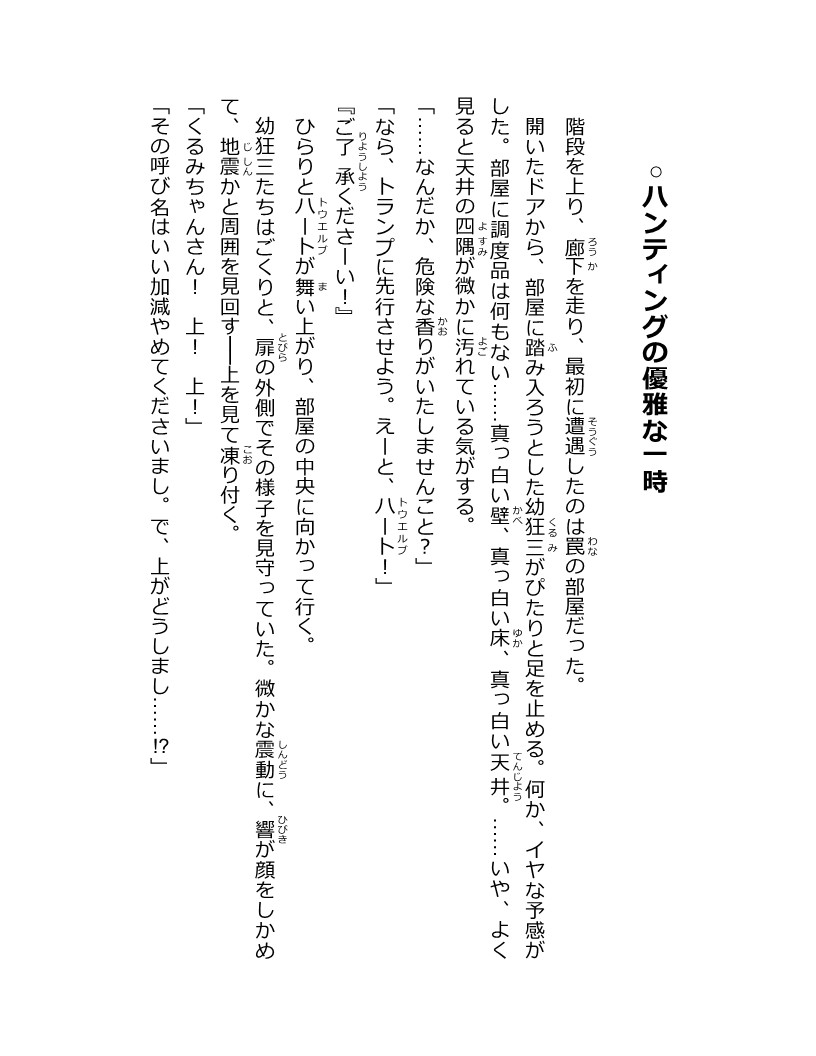 ○ハンティングの優雅な一時
階段を上り、廊下を走り、最初に遭遇したのは罠の部屋だった。
開いたドアから、部屋に踏み入ろうとした幼狂三がぴたりと足を止める。何か、イヤな予感が
した。部屋に調度品は何もない……真っ白い壁、真っ白い床、真っ白い天井。……いや、よく
見ると天井の四隅が微かに汚れている気がする。
「……なんだか、危険な香りがいたしませんこと？」
「なら、トランプに先行させよう。えーと、ハート！」
『ご了承くださーい！』
ひらりとハートが舞い上がり、部屋の中央に向かって行く。
幼狂三たちはごくりと、扉の外側でその様子を見守っていた。微かな震動に、響が顔をしかめ
て、地震かと周囲を見回す──上を見て凍り付く。
「くるみちゃんさん！　上！　上！」
「その呼び名はいい加減やめてくださいまし。で、上がどうしまし……!?」